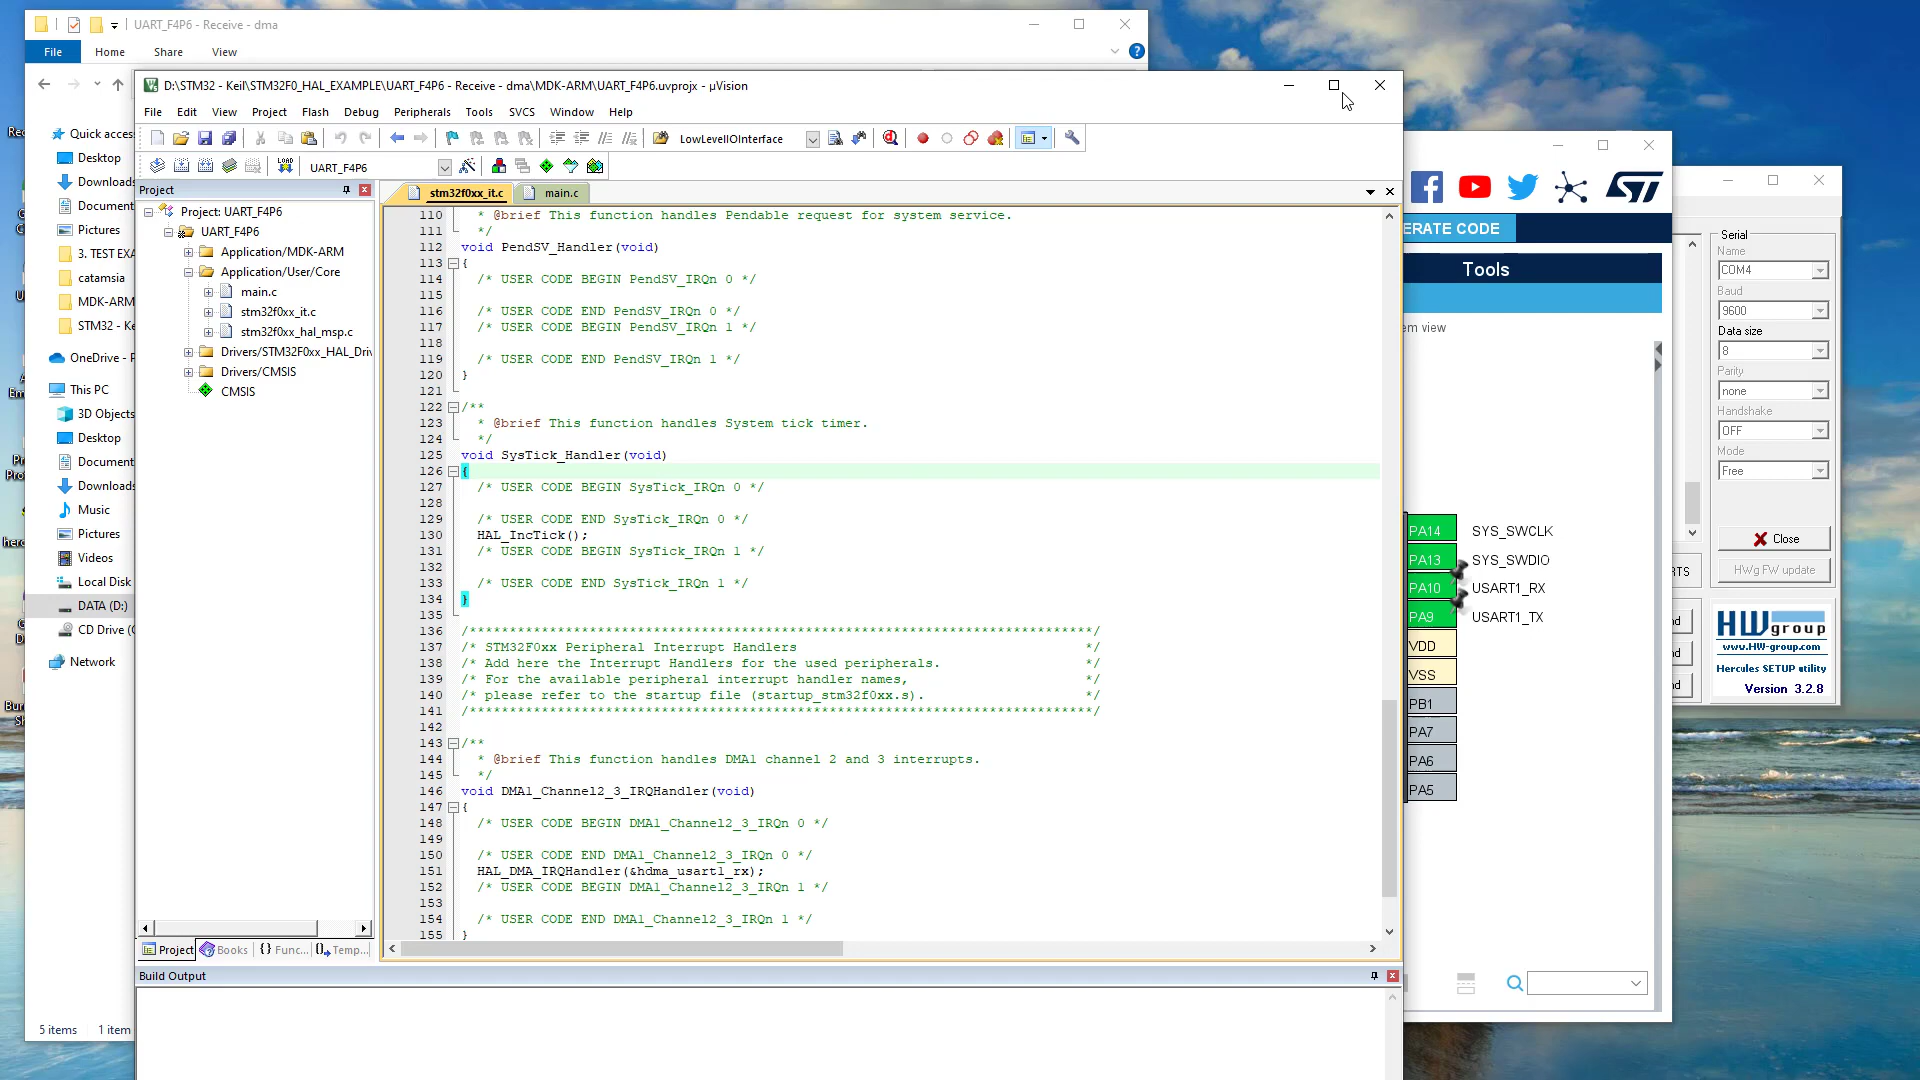 UART_F4P6 - Receive - dma
File
Home
Share
View
Quick access
Desktop
Downloads
Document
Pictures
3. TEST EXA
catamsia
MDK-ARM
STM32 - Ke
OneDrive - P
This PC
3D Objects
Desktop
Document
Downloads
Music
Pictures
Videos
Local Disk
DATA (D:)
CD Drive (
Network
5 items
1 item
D:\STM32 - Keil\STM32F0_HAL_EXAMPLE\UART_F4P6 - Receive - dma\MDK-ARM\UART_F4P6.uvprojx - µVision
File Edit View Project Flash Debug Peripherals Tools SVCS Window Help
LowLevelIOInterface
LOAD
UART_F4P6
Project
Project: UART_F4P6
UART_F4P6
Application/MDK-ARM
Application/User/Core
main.c
stm32f0xx_it.c
stm32f0xx_hal_msp.c
Drivers/STM32F0xx_HAL_Driv
Drivers/CMSIS
CMSIS
Project
Books
{} Func...
Temp...
stm32f0xx_it.c
main.c
110 * @brief This function handles Pendable request for system service.
111 */
112 void PendSV_Handler(void)
113 {
114 /* USER CODE BEGIN PendSV_IRQn 0 */
115
116 /* USER CODE END PendSV_IRQn 0 */
117 /* USER CODE BEGIN PendSV_IRQn 1 */
118
119 /* USER CODE END PendSV_IRQn 1 */
120 }
121
122 /**
123 * @brief This function handles System tick timer.
124 */
125 void SysTick_Handler(void)
126 {
127 /* USER CODE BEGIN SysTick_IRQn 0 */
128
129 /* USER CODE END SysTick_IRQn 0 */
130 HAL_IncTick();
131 /* USER CODE BEGIN SysTick_IRQn 1 */
132
133 /* USER CODE END SysTick_IRQn 1 */
134 }
135
136 /******************************************************************************/
137 /* STM32F0xx Peripheral Interrupt Handlers */
138 /* Add here the Interrupt Handlers for the used peripherals. */
139 /* For the available peripheral interrupt handler names, */
140 /* please refer to the startup file (startup_stm32f0xx.s). */
141 /******************************************************************************/
142
143 /**
144 * @brief This function handles DMA1 channel 2 and 3 interrupts.
145 */
146 void DMA1_Channel2_3_IRQHandler(void)
147 {
148 /* USER CODE BEGIN DMA1_Channel2_3_IRQn 0 */
149
150 /* USER CODE END DMA1_Channel2_3_IRQn 0 */
151 HAL_DMA_IRQHandler(&hdma_usart1_rx);
152 /* USER CODE BEGIN DMA1_Channel2_3_IRQn 1 */
153
154 /* USER CODE END DMA1_Channel2_3_IRQn 1 */
155 }
Build Output
ERATE CODE
Tools
em view
PA14 SYS_SWCLK
PA13 SYS_SWDIO
PA10 USART1_RX
PA9 USART1_TX
VDD
VSS
PB1
PA7
PA6
PA5
Serial
Name
COM4
Baud
9600
Data size
8
Parity
none
Handshake
OFF
Mode
Free
Close
HWg FW update
RTS
nd
nd
nd
HWgroup
www.HW-group.com
Hercules SETUP utility
Version 3.2.8